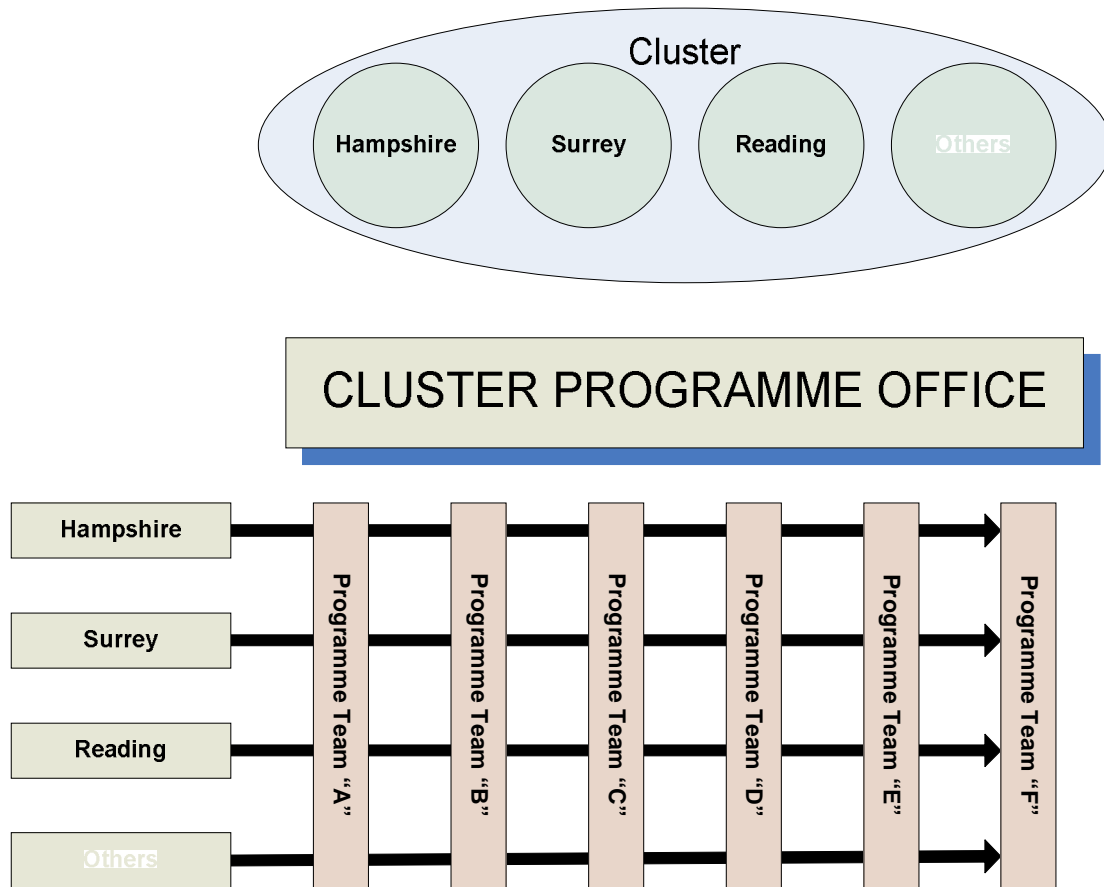 Cluster
Hampshire
Surrey
Reading
Others
CLUSTER PROGRAMME OFFICE
Hampshire
Surrey
Reading
Others
Programme Team “A”
Programme Team “B”
Programme Team “C”
Programme Team “D”
Programme Team “E”
Programme Team “F”